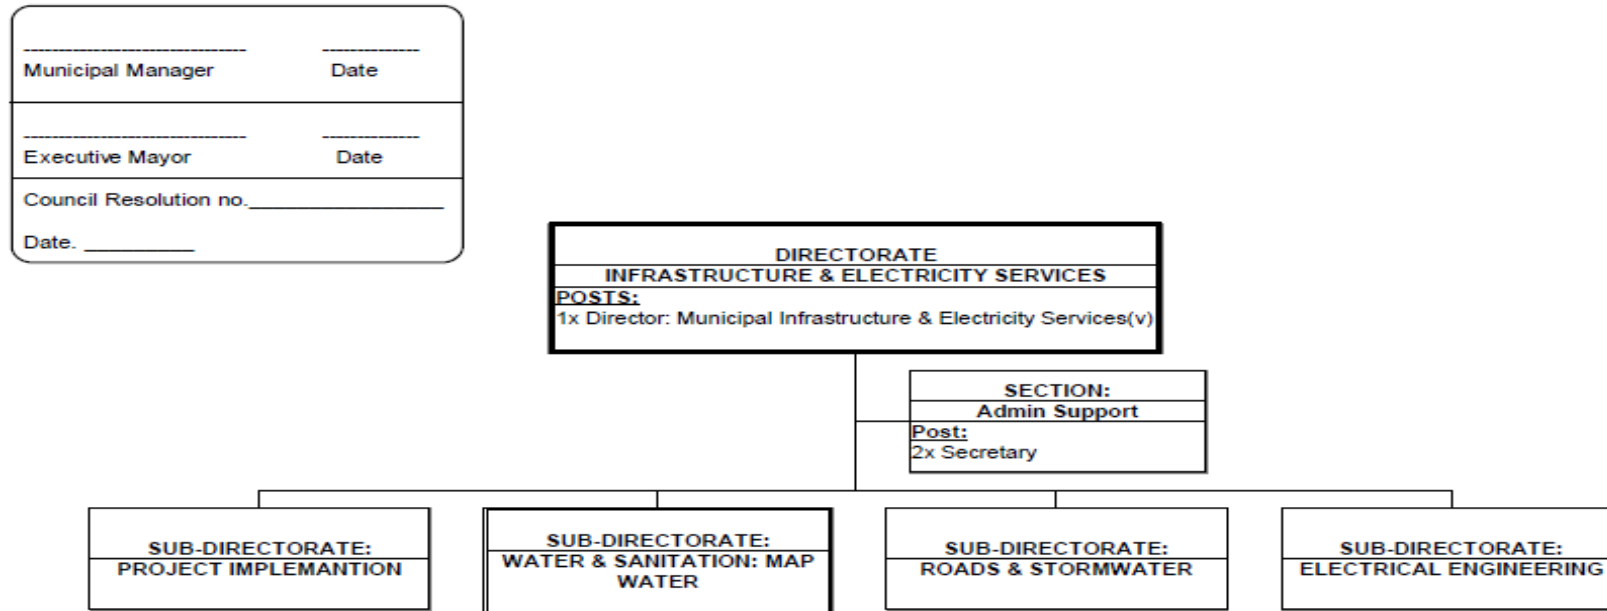 Municipal Manager Date
Executive Mayor Date
Council Resolution no.
Date.
DIRECTORATE
INFRASTRUCTURE & ELECTRICITY SERVICES
POSTS:
1x Director: Municipal Infrastructure & Electricity Services(v)
SECTION:
Admin Support
Post:
2x Secretary
SUB-DIRECTORATE:
PROJECT IMPLEMANTION
SUB-DIRECTORATE:
WATER & SANITATION: MAP
WATER
SUB-DIRECTORATE:
ROADS & STORMWATER
SUB-DIRECTORATE:
ELECTRICAL ENGINEERING